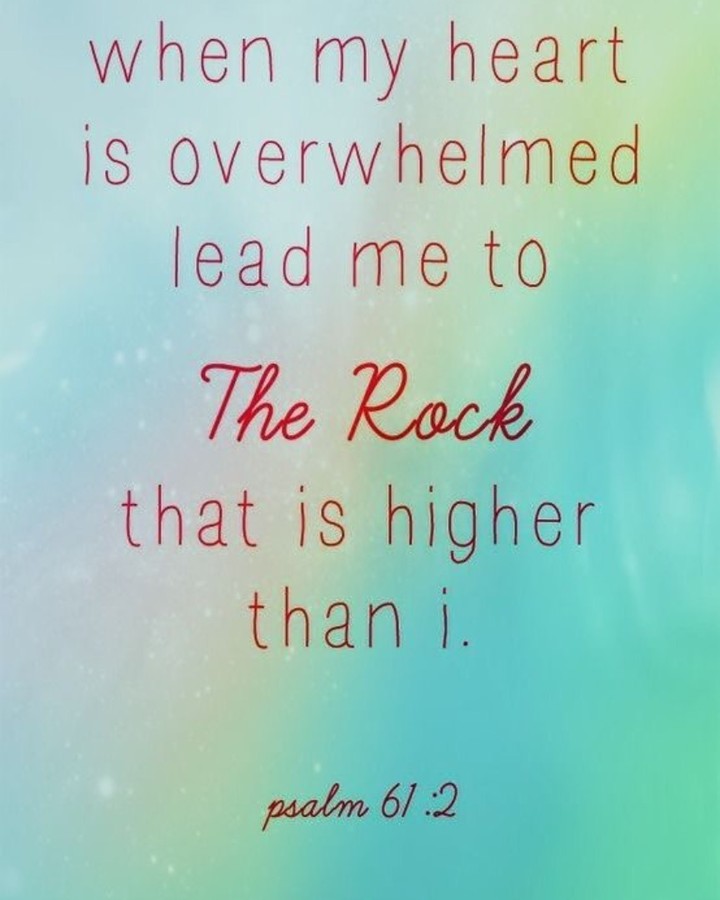 when my heart
is overwhelmed
lead me to
The Rock
that is higher
than i.
psalm 61 :2